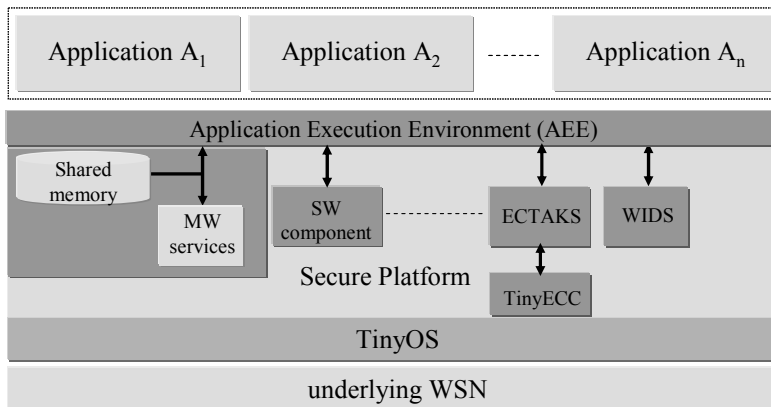 Application A1
Application A2
Application An
Application Execution Environment (AEE)
Shared
memory
MW
services
SW
component
ECTAKS
WIDS
TinyECC
Secure Platform
TinyOS
underlying WSN